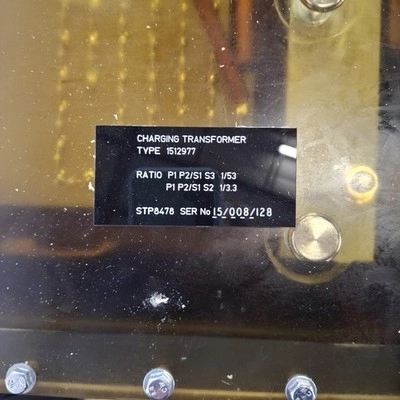 CHARGING TRANSFORMER
TYPE 1512977
RATIO P1 P2/S1 S3 1/53
P1 P2/S1 S2 1/3.3
STP8478 SER No 15/008/128